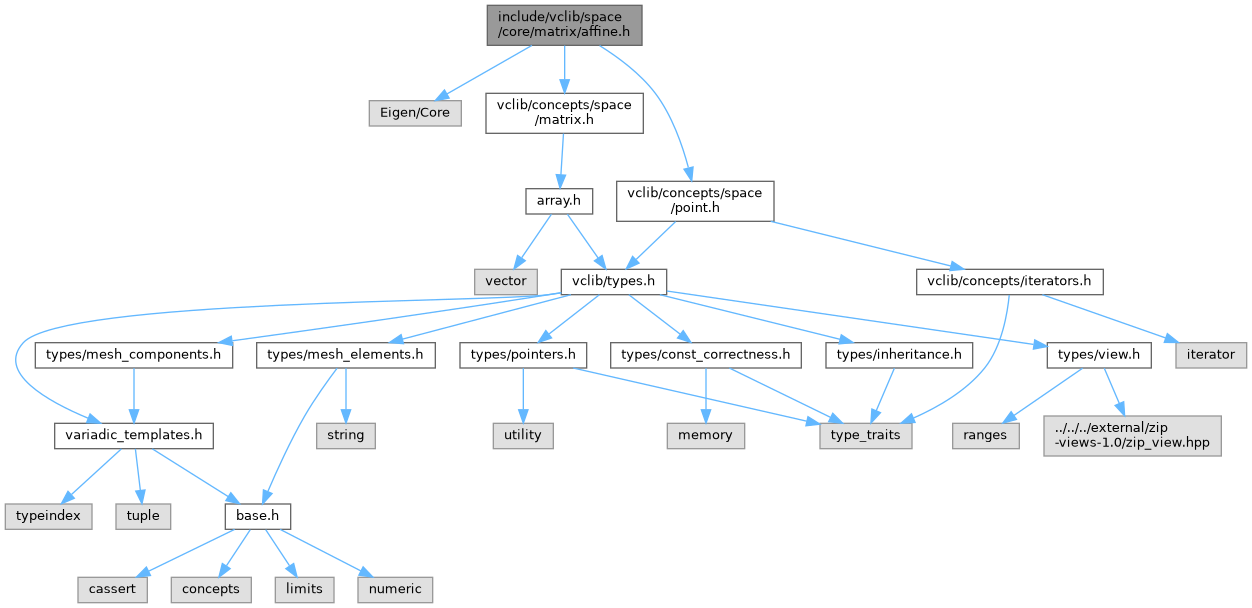 include/vclib/space
/core/matrix/affine.h
Eigen/Core
vclib/concepts/space
/matrix.h
array.h
vclib/concepts/space
/point.h
vector
vclib/types.h
vclib/concepts/iterators.h
types/mesh_components.h
types/mesh_elements.h
types/pointers.h
types/const_correctness.h
types/inheritance.h
types/view.h
iterator
variadic_templates.h
string
utility
memory
type_traits
ranges
../../../external/zip
-views-1.0/zip_view.hpp
typeindex
tuple
base.h
cassert
concepts
limits
numeric